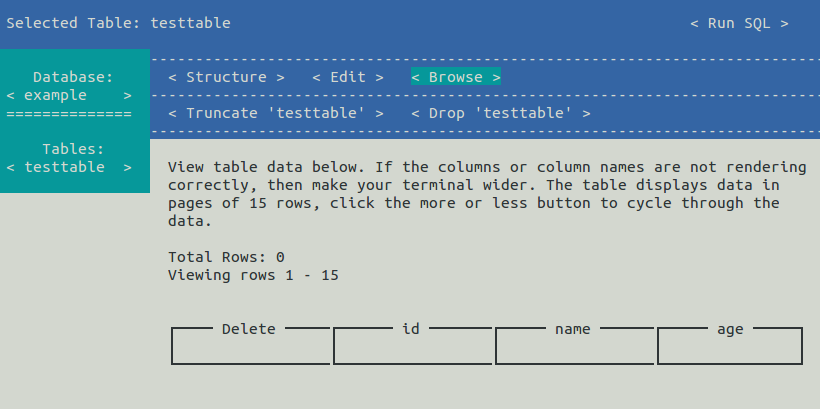 Selected Table: testtable < Run SQL >
Database:
< example >
==============
Tables:
< testtable >
< Structure > < Edit > < Browse >
< Truncate 'testtable' > < Drop 'testtable' >
View table data below. If the columns or column names are not rendering
correctly, then make your terminal wider. The table displays data in
pages of 15 rows, click the more or less button to cycle through the
data.
Total Rows: 0
Viewing rows 1 - 15
Delete id name age